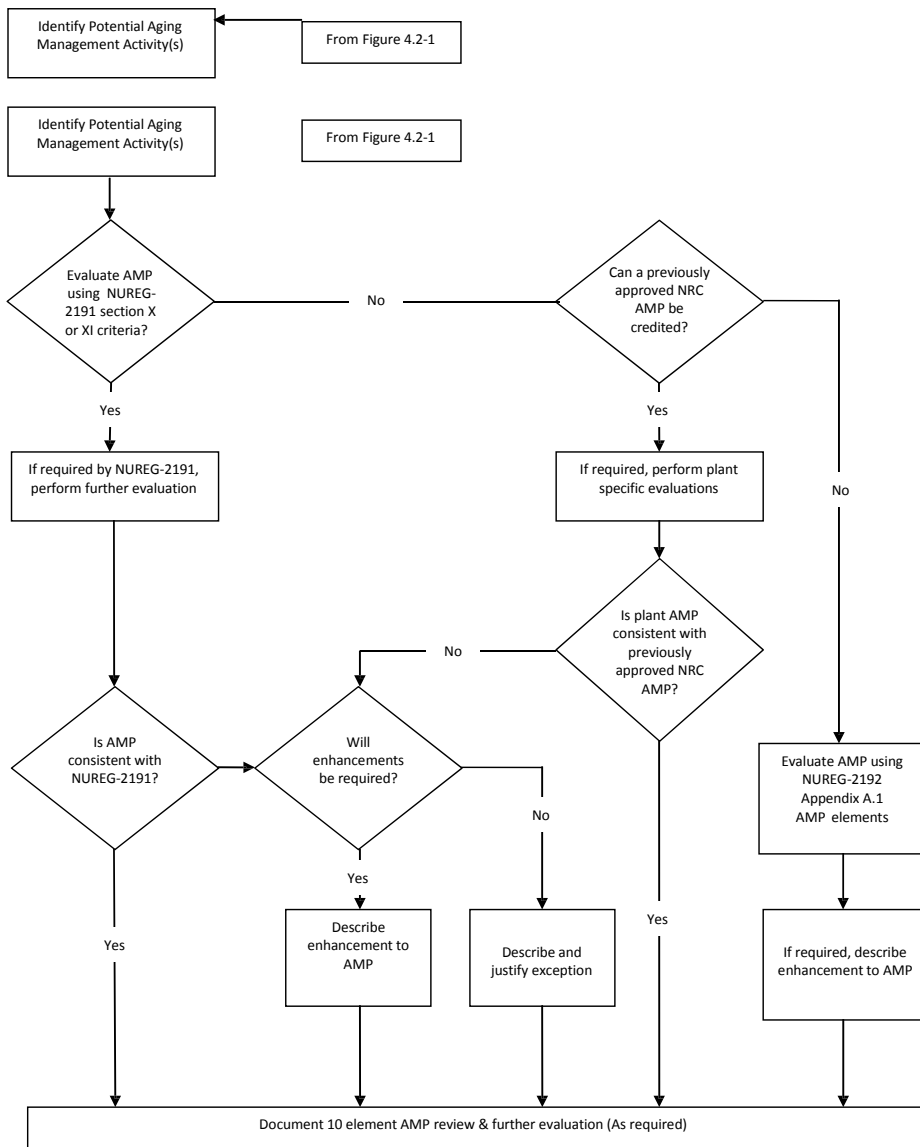 Identify Potential Aging
Management Activity(s)
From Figure 4.2-1
Identify Potential Aging
Management Activity(s)
From Figure 4.2-1
Evaluate AMP
using NUREG-
2191 section X
or XI criteria?
No
Can a previously
approved NRC
AMP be
credited?
Yes
Yes
If required by NUREG-2191,
perform further evaluation
If required, perform plant
specific evaluations
No
Is plant AMP
consistent with
previously
approved NRC
AMP?
No
Is AMP
consistent with
NUREG-2191?
Will
enhancements
be required?
Evaluate AMP using
NUREG-2192
Appendix A.1
AMP elements
No
Yes
Yes
Yes
Describe
enhancement to
AMP
Describe and
justify exception
If required, describe
enhancement to AMP
Document 10 element AMP review & further evaluation (As required)